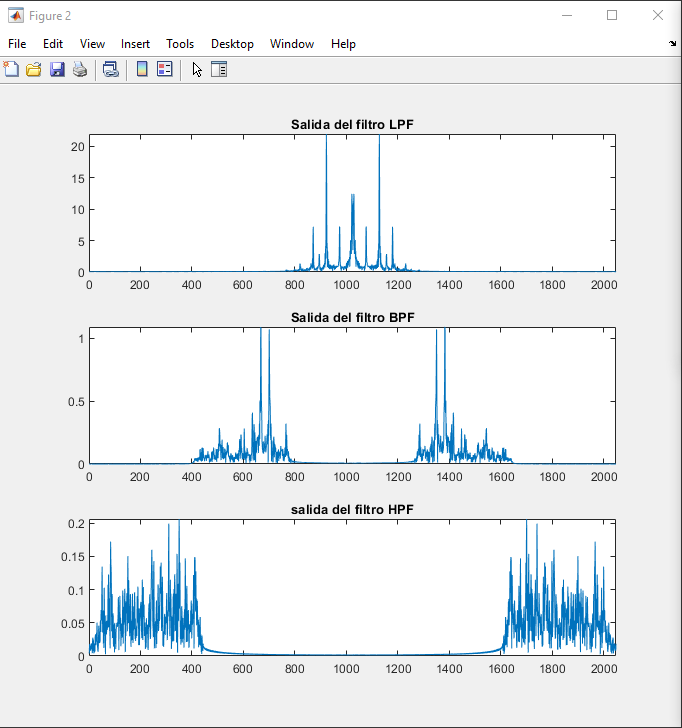 Figure 2
File Edit View Insert Tools Desktop Window Help
Salida del filtro LPF
20
15
10
5
0
0 200 400 600 800 1000 1200 1400 1600 1800 2000
Salida del filtro BPF
1
0.5
0
0 200 400 600 800 1000 1200 1400 1600 1800 2000
salida del filtro HPF
0.2
0.15
0.1
0.05
0
0 200 400 600 800 1000 1200 1400 1600 1800 2000